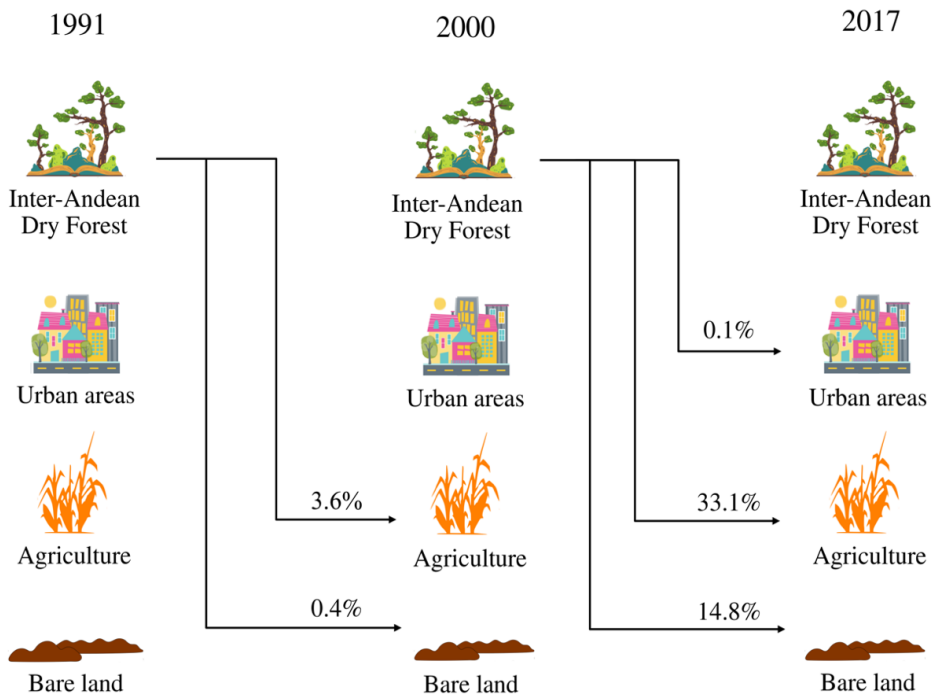 1991
2000
2017
Inter-Andean
Dry Forest
Inter-Andean
Dry Forest
Inter-Andean
Dry Forest
0.1%
Urban areas
Urban areas
Urban areas
3.6%
33.1%
Agriculture
Agriculture
Agriculture
0.4%
14.8%
Bare land
Bare land
Bare land